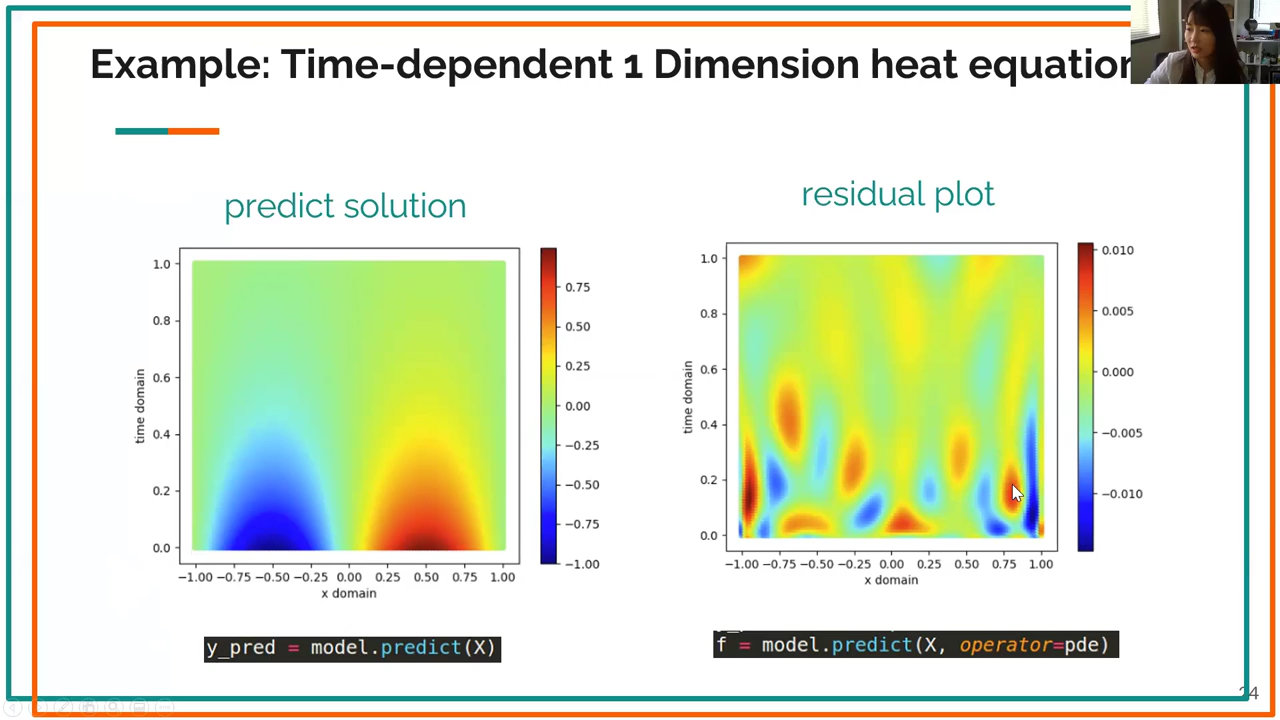 Example: Time-dependent 1 Dimension heat equation
predict solution
residual plot
1.0
0.8
0.6
0.4
0.2
0.0
time domain
−1.00 −0.75 −0.50 −0.25 0.00 0.25 0.50 0.75 1.00
x domain
0.75
0.50
0.25
0.00
−0.25
−0.50
−0.75
−1.00
1.0
0.8
0.6
0.4
0.2
0.0
time domain
−1.00 −0.75 −0.50 −0.25 0.00 0.25 0.50 0.75 1.00
x domain
0.010
0.005
0.000
−0.005
−0.010
y_pred = model.predict(X)
f = model.predict(X, operator=pde)
24